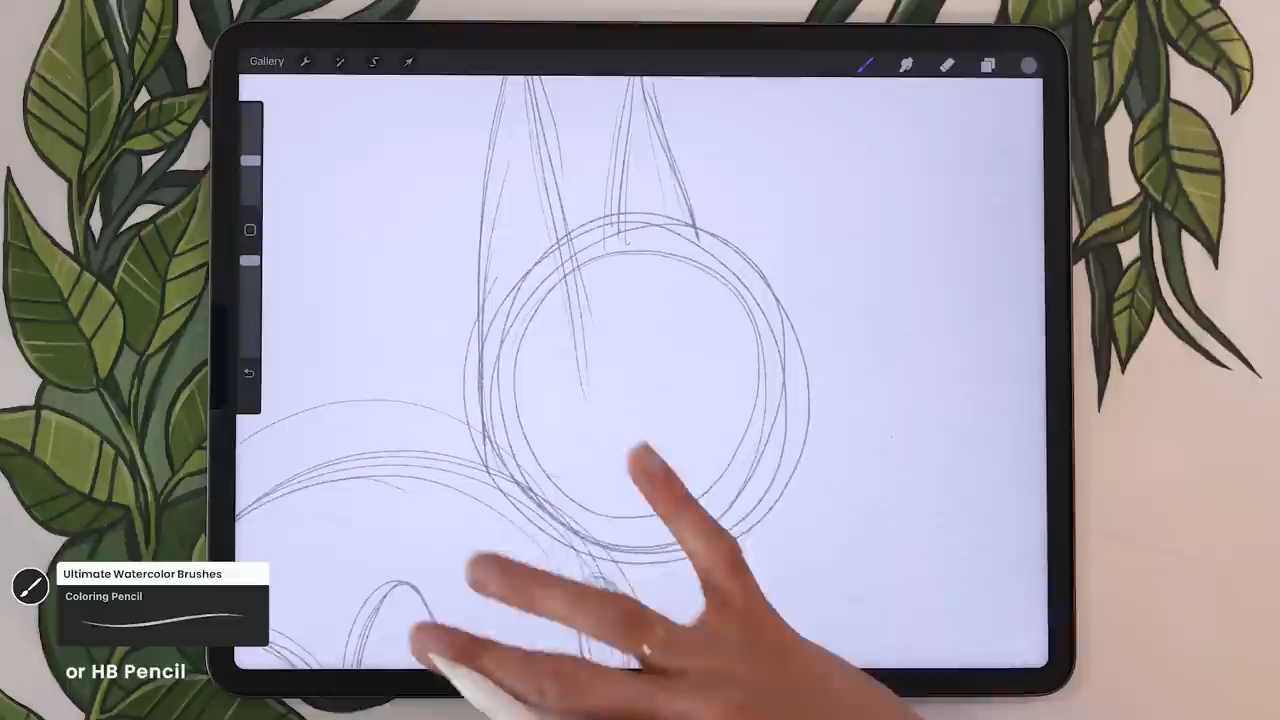 Gallery
Ultimate Watercolor Brushes
Coloring Pencil
or HB Pencil